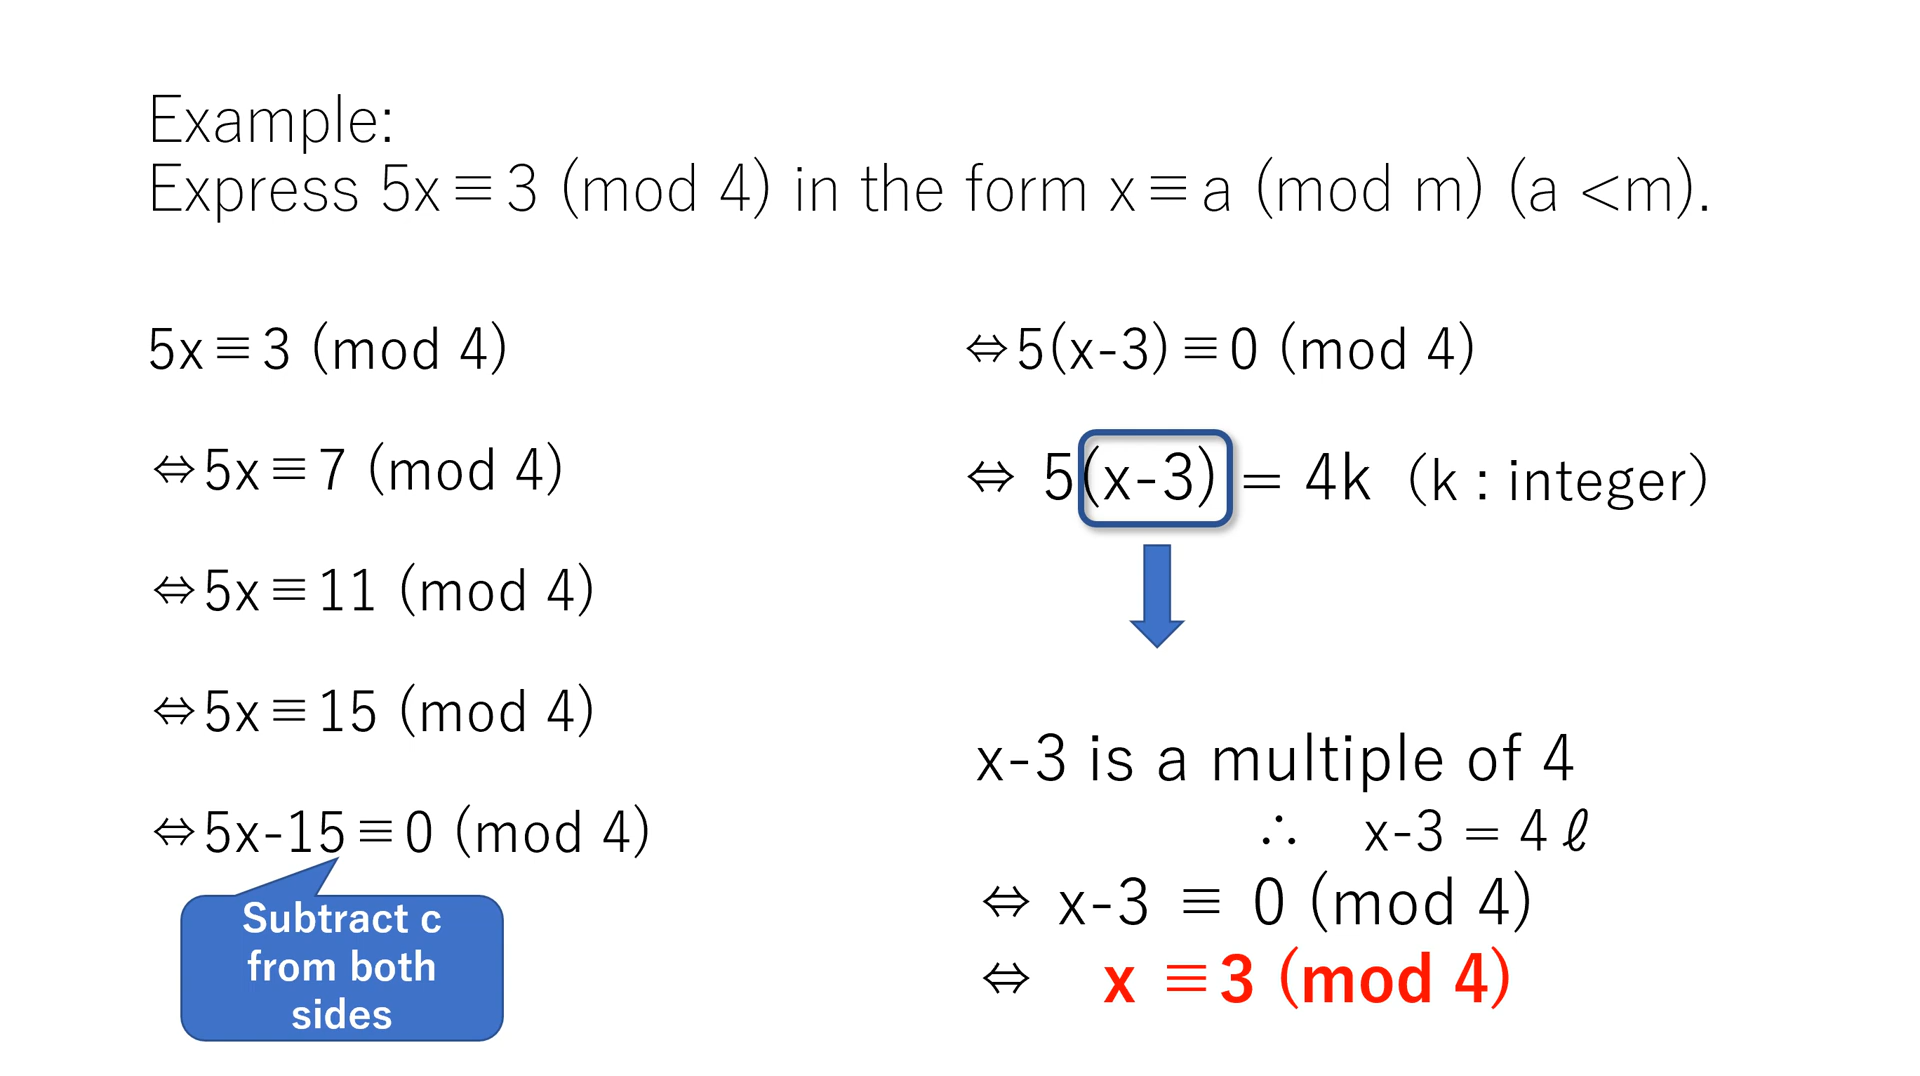 Example:
Express 5x≡3 (mod 4) in the form x≡a (mod m) (a <m).
5x≡3 (mod 4)
⇔5x≡7 (mod 4)
⇔5x≡11 (mod 4)
⇔5x≡15 (mod 4)
⇔5x-15≡0 (mod 4)
Subtract c
from both
sides
⇔5(x-3)≡0 (mod 4)
⇔ 5(x-3) = 4k (k : integer)
x-3 is a multiple of 4
∴ x-3 = 4ℓ
⇔ x-3 ≡ 0 (mod 4)
⇔ x ≡3 (mod 4)